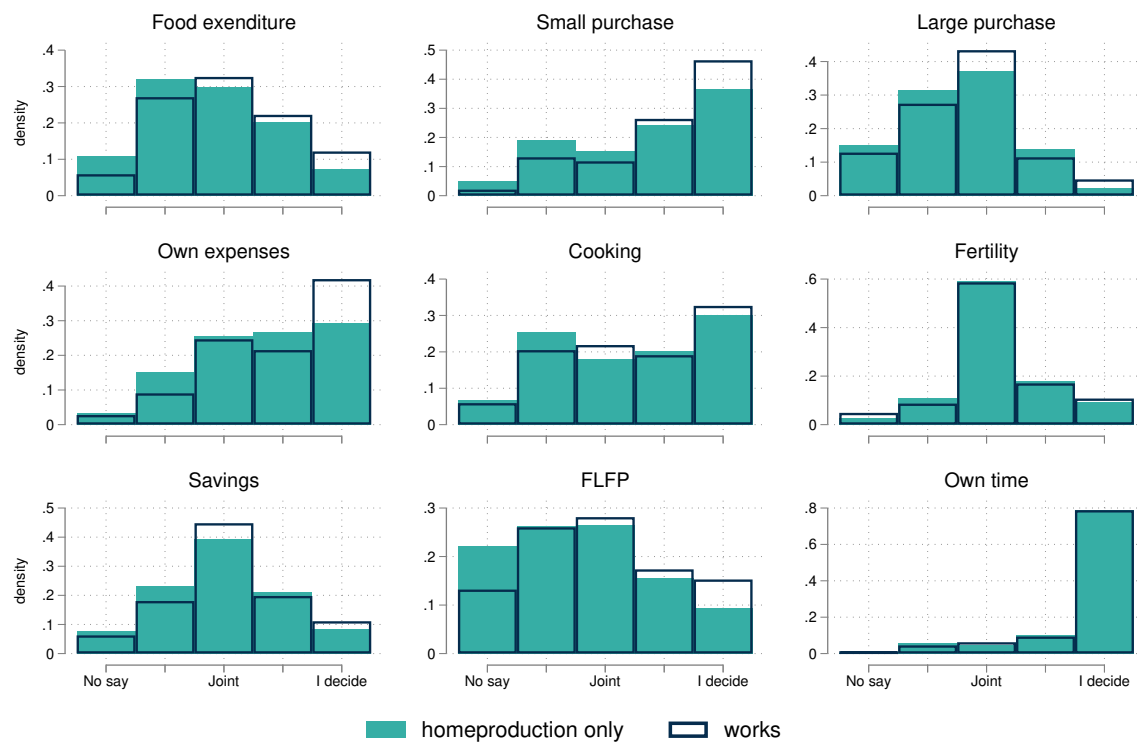 Food exenditure
Small purchase
Large purchase
density
.4
.3
.2
.1
0
.5
.4
.3
.2
.1
0
.4
.3
.2
.1
0
Own expenses
Cooking
Fertility
density
.4
.3
.2
.1
0
.4
.3
.2
.1
0
.6
.4
.2
0
Savings
FLFP
Own time
density
.5
.4
.3
.2
.1
0
.3
.2
.1
0
.8
.6
.4
.2
0
No say Joint I decide
No say Joint I decide
No say Joint I decide
homeproduction only works